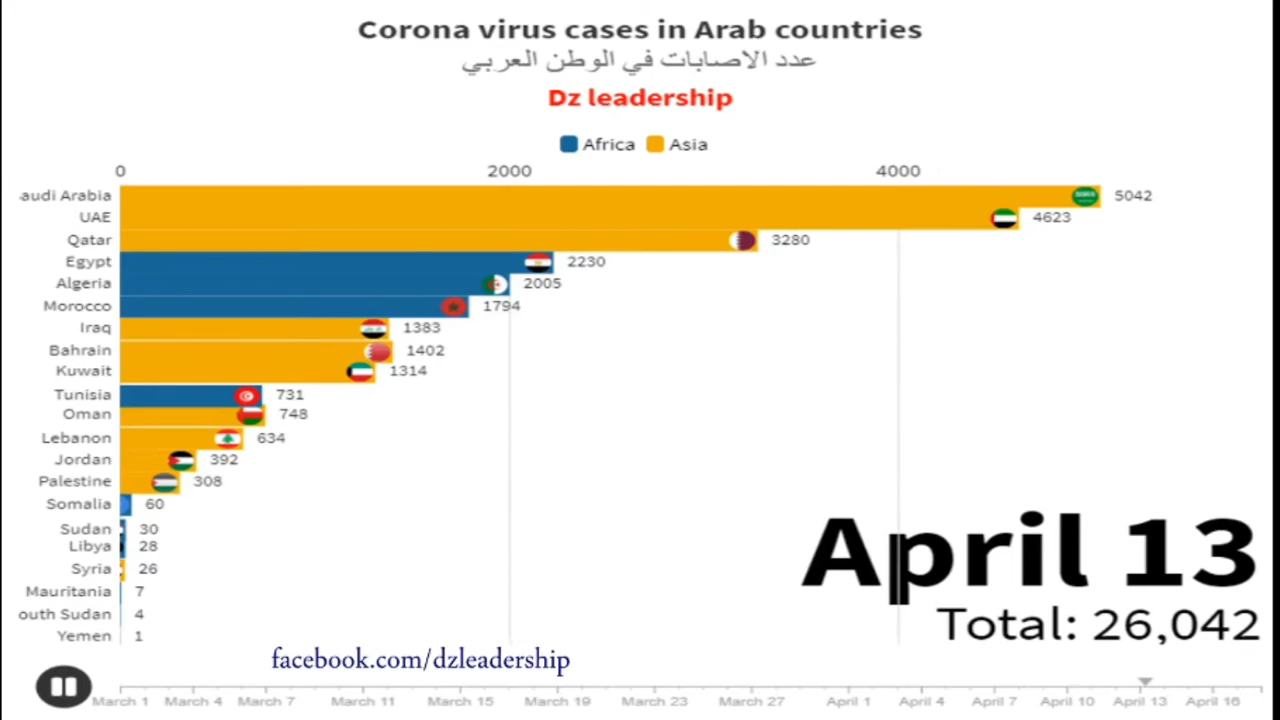 Corona virus cases in Arab countries
عدد الاصابات في الوطن العربي
Dz leadership
Africa Asia
0 2000 4000
audi Arabia 5042
UAE 4623
Qatar 3280
Egypt 2230
Algeria 2005
Morocco 1794
Iraq 1383
Bahrain 1402
Kuwait 1314
Tunisia 731
Oman 748
Lebanon 634
Jordan 392
Palestine 308
Somalia 60
Sudan 30
Libya 28
Syria 26
Mauritania 7
outh Sudan 4
Yemen 1
April 13
Total: 26,042
facebook.com/dzleadership
March 1 March 4 March 7 March 11 March 15 March 19 March 23 March 27 April 1 April 4 April 7 April 10 April 13 April 16